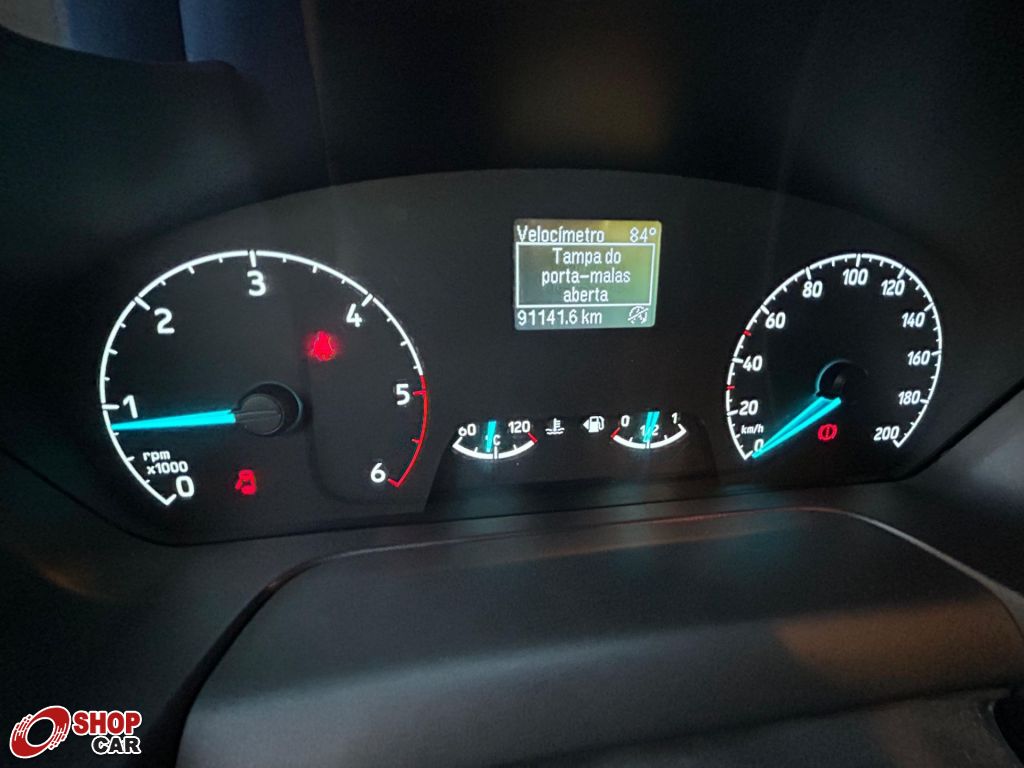 Velocímetro 84°
Tampa do
porta-malas
aberta
91141.6 km
0 1 2 3 4 5 6
rpm
x1000
60 120
°C
0 1/2 1
0 20 40 60 80 100 120 140 160 180 200
km/h
SHOP
CAR